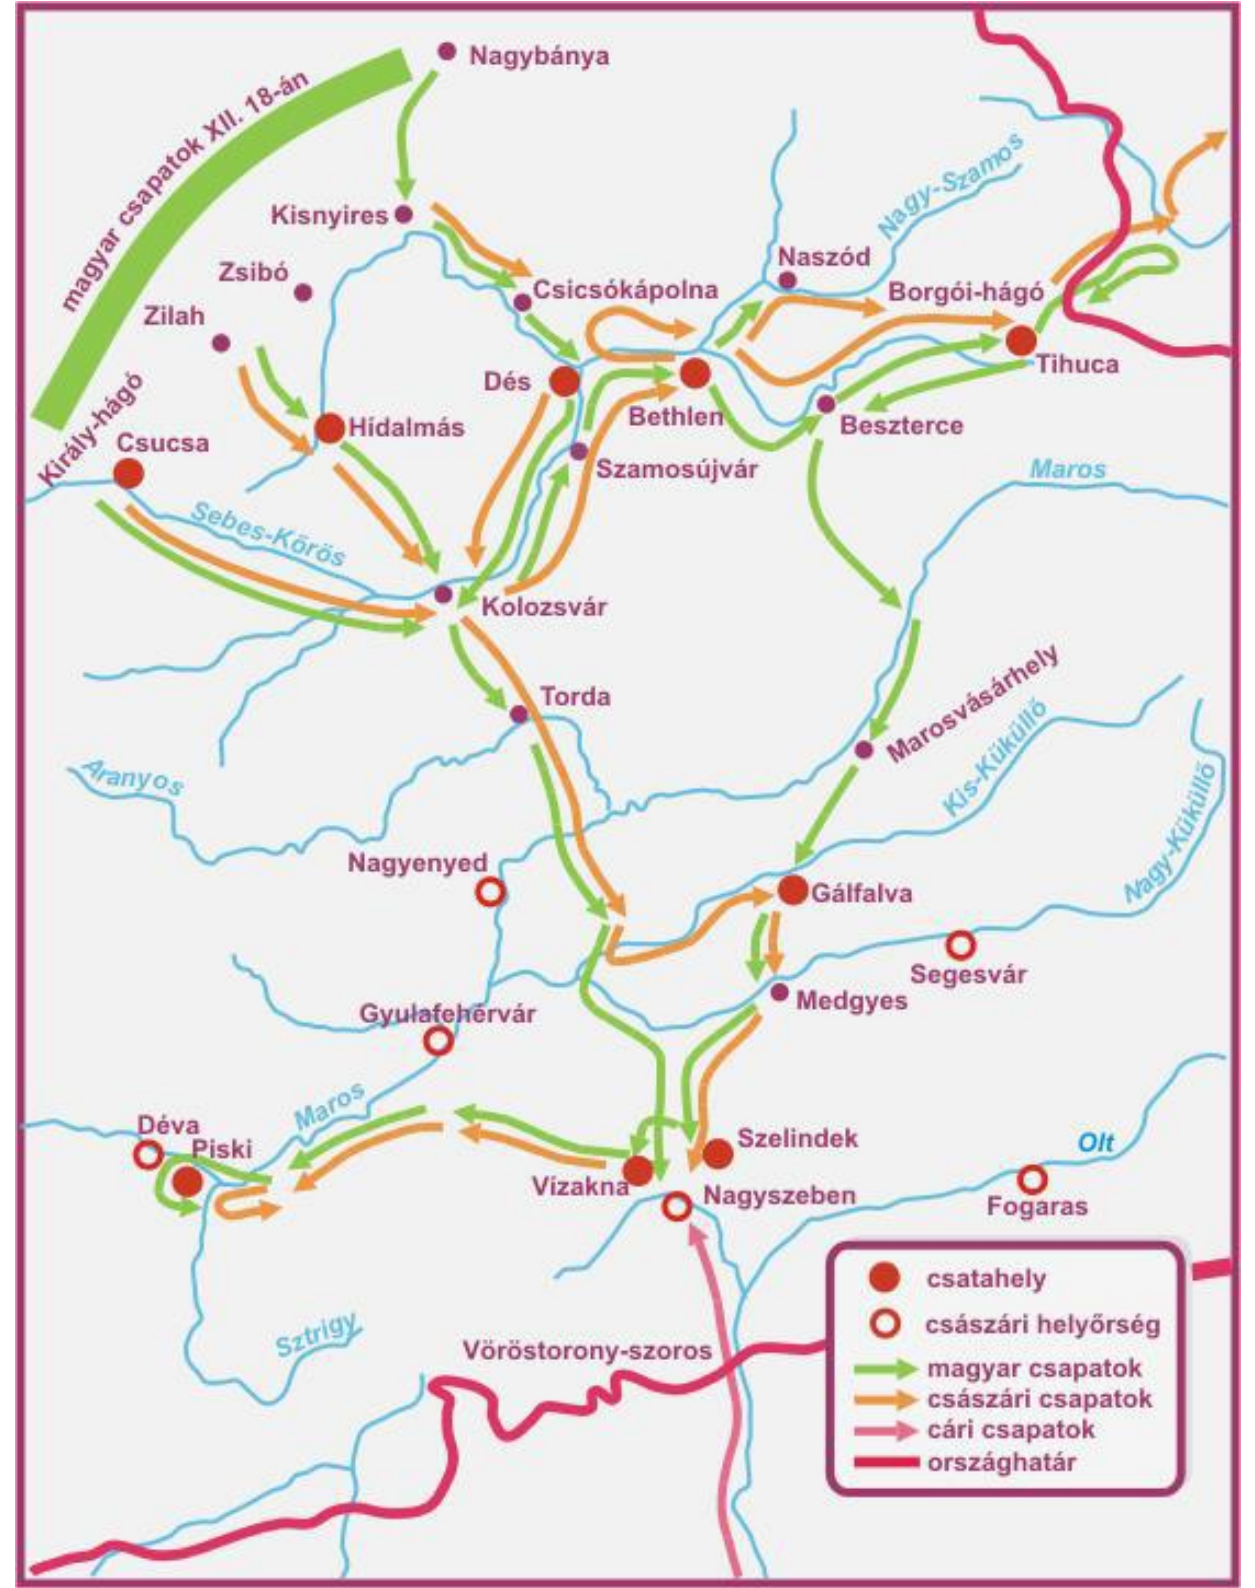 Nagybánya
magyar csapatok XII. 18-án
Kisnyires
Nagy-Szamos
Zsibó
Naszód
Csicsókápolna
Borgói-hágó
Zilah
Tihuca
Dés
Bethlen
Király-hágó
Csucsa
Hídalmás
Beszterce
Szamosújvár
Maros
Sebes-Körös
Kolozsvár
Torda
Marosvásárhely
Kis-Küküllő
Aranyos
Nagy-Küküllő
Nagyenyed
Gálfalva
Segesvár
Medgyes
Gyulafehérvár
Maros
Déva
Piski
Szelindek
Olt
Vízakna
Nagyszeben
Fogaras
Sztrigy
Vöröstorony-szoros
csatahely
császári helyőrség
magyar csapatok
császári csapatok
cári csapatok
országhatár